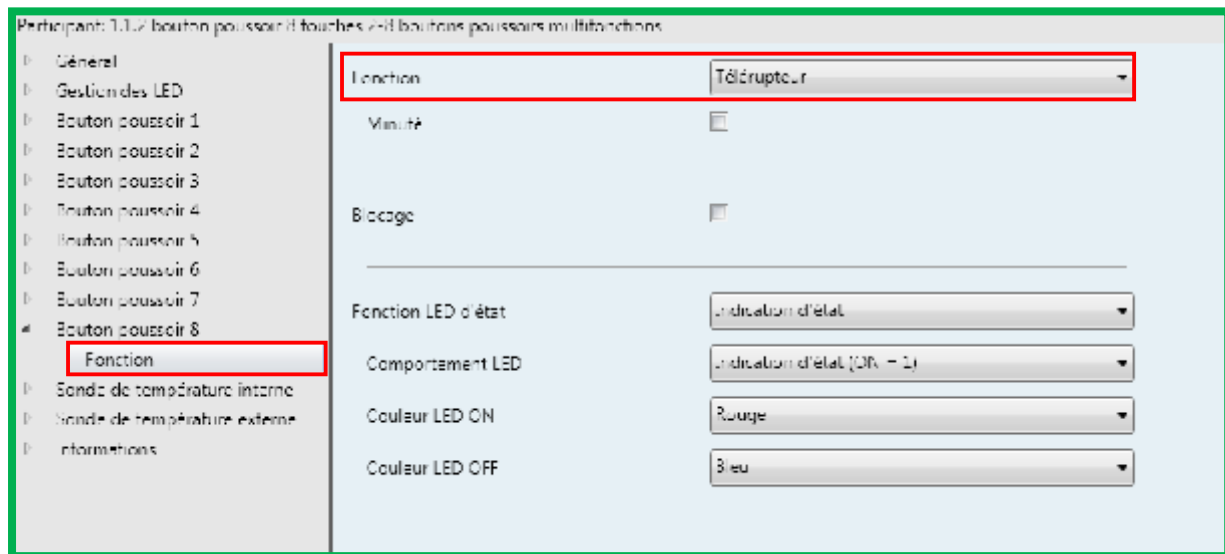 Participant: 1.1.2 bouton poussoir 8 touches 2-8 boutons poussoirs multifonctions
Général
Gestion des LED
Bouton poussoir 1
Bouton poussoir 2
Bouton poussoir 3
Bouton poussoir 4
Bouton poussoir 5
Bouton poussoir 6
Bouton poussoir 7
Bouton poussoir 8
Fonction
Sonde de température interne
Sonde de température externe
Informations
Fonction Télérupteur
Minuté
Blocage
Fonction LED d'état Indication d'état
Comportement LED Indication d'état (ON = 1)
Couleur LED ON Rouge
Couleur LED OFF Bleu